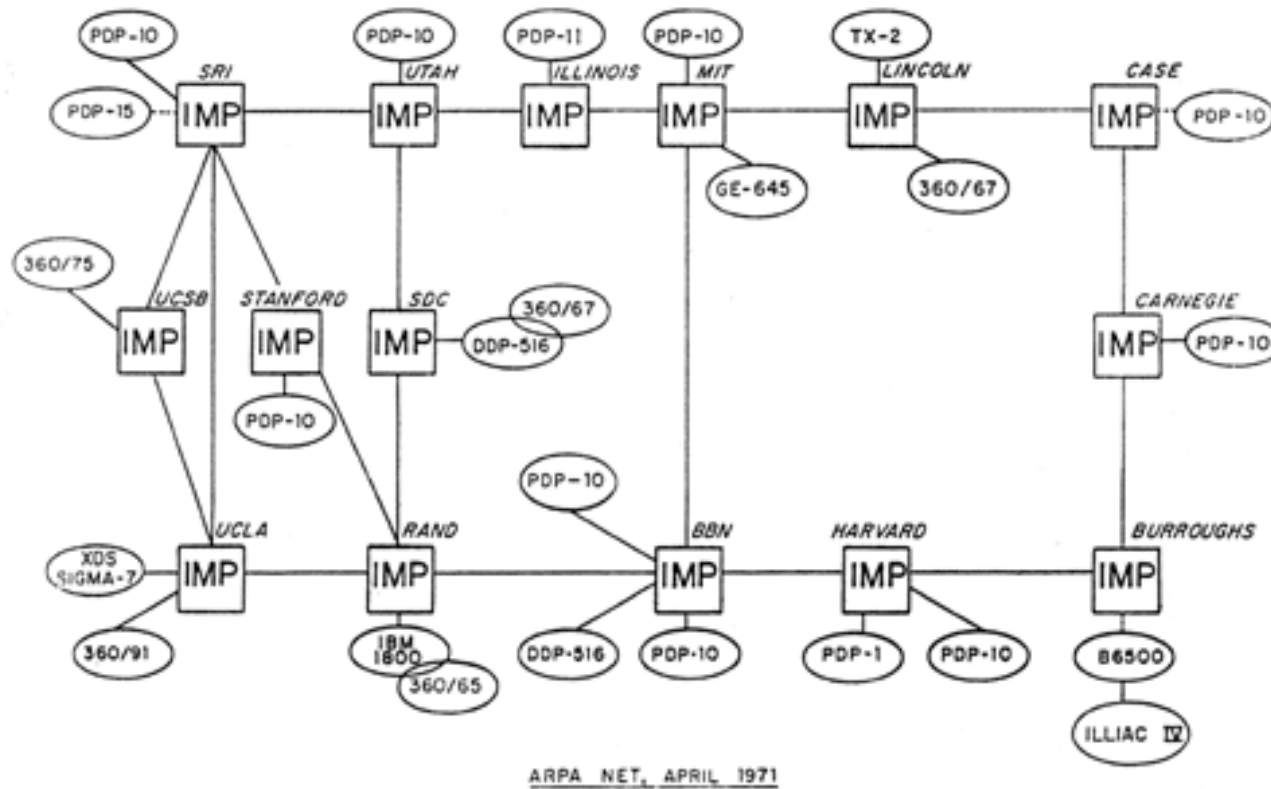 PDP-10
PDP-10
PDP-11
PDP-10
TX-2
SRI
UTAH
ILLINOIS
MIT
LINCOLN
CASE
PDP-15
IMP
IMP
IMP
IMP
IMP
IMP
PDP-10
GE-645
360/67
360/75
UCSB
STANFORD
SDC
360/67
CARNEGIE
IMP
IMP
IMP
DDP-516
IMP
PDP-10
PDP-10
PDP-10
UCLA
RAND
BBN
HARVARD
BURROUGHS
XDS
SIGMA-7
IMP
IMP
IMP
IMP
IMP
360/91
IBM
1800
360/65
DDP-516
PDP-10
PDP-1
PDP-10
B6500
ILLIAC IV
ARPA NET, APRIL 1971